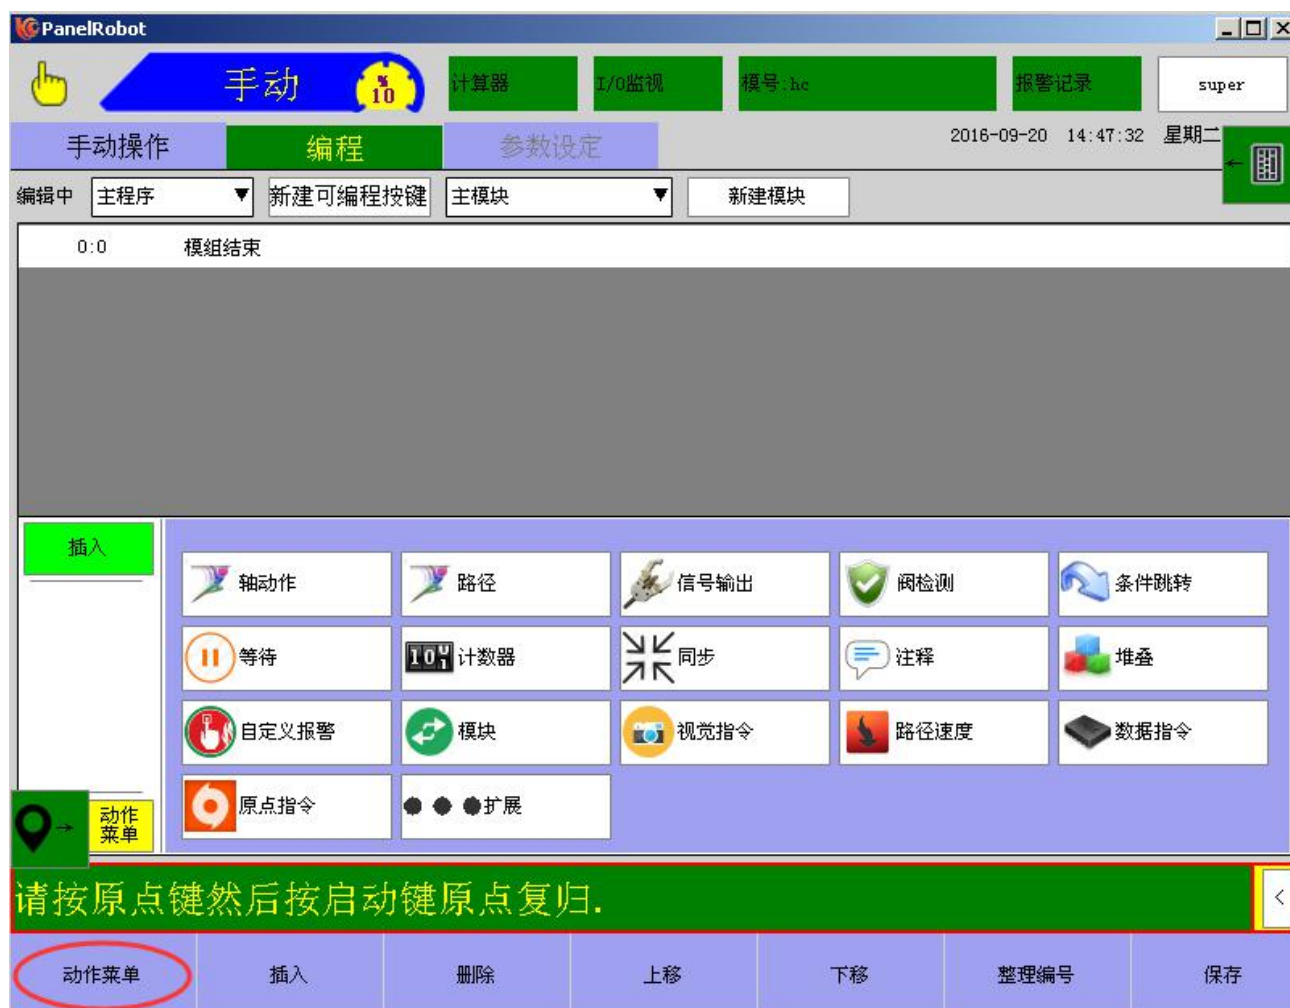 PanelRobot
手动 % 10 计算器 I/O监视 模号:hc 报警记录 super
手动操作 编程 参数设定 2016-09-20 14:47:32 星期二
编辑中 主程序 新建可编程按键 主模块 新建模块
0:0 模组结束
插入
轴动作 路径 信号输出 阀检测 条件跳转
等待 计数器 同步 注释 堆叠
自定义报警 模块 视觉指令 路径速度 数据指令
原点指令 扩展
动作
菜单
请按原点键然后按启动键原点复归.
动作菜单 插入 删除 上移 下移 整理编号 保存